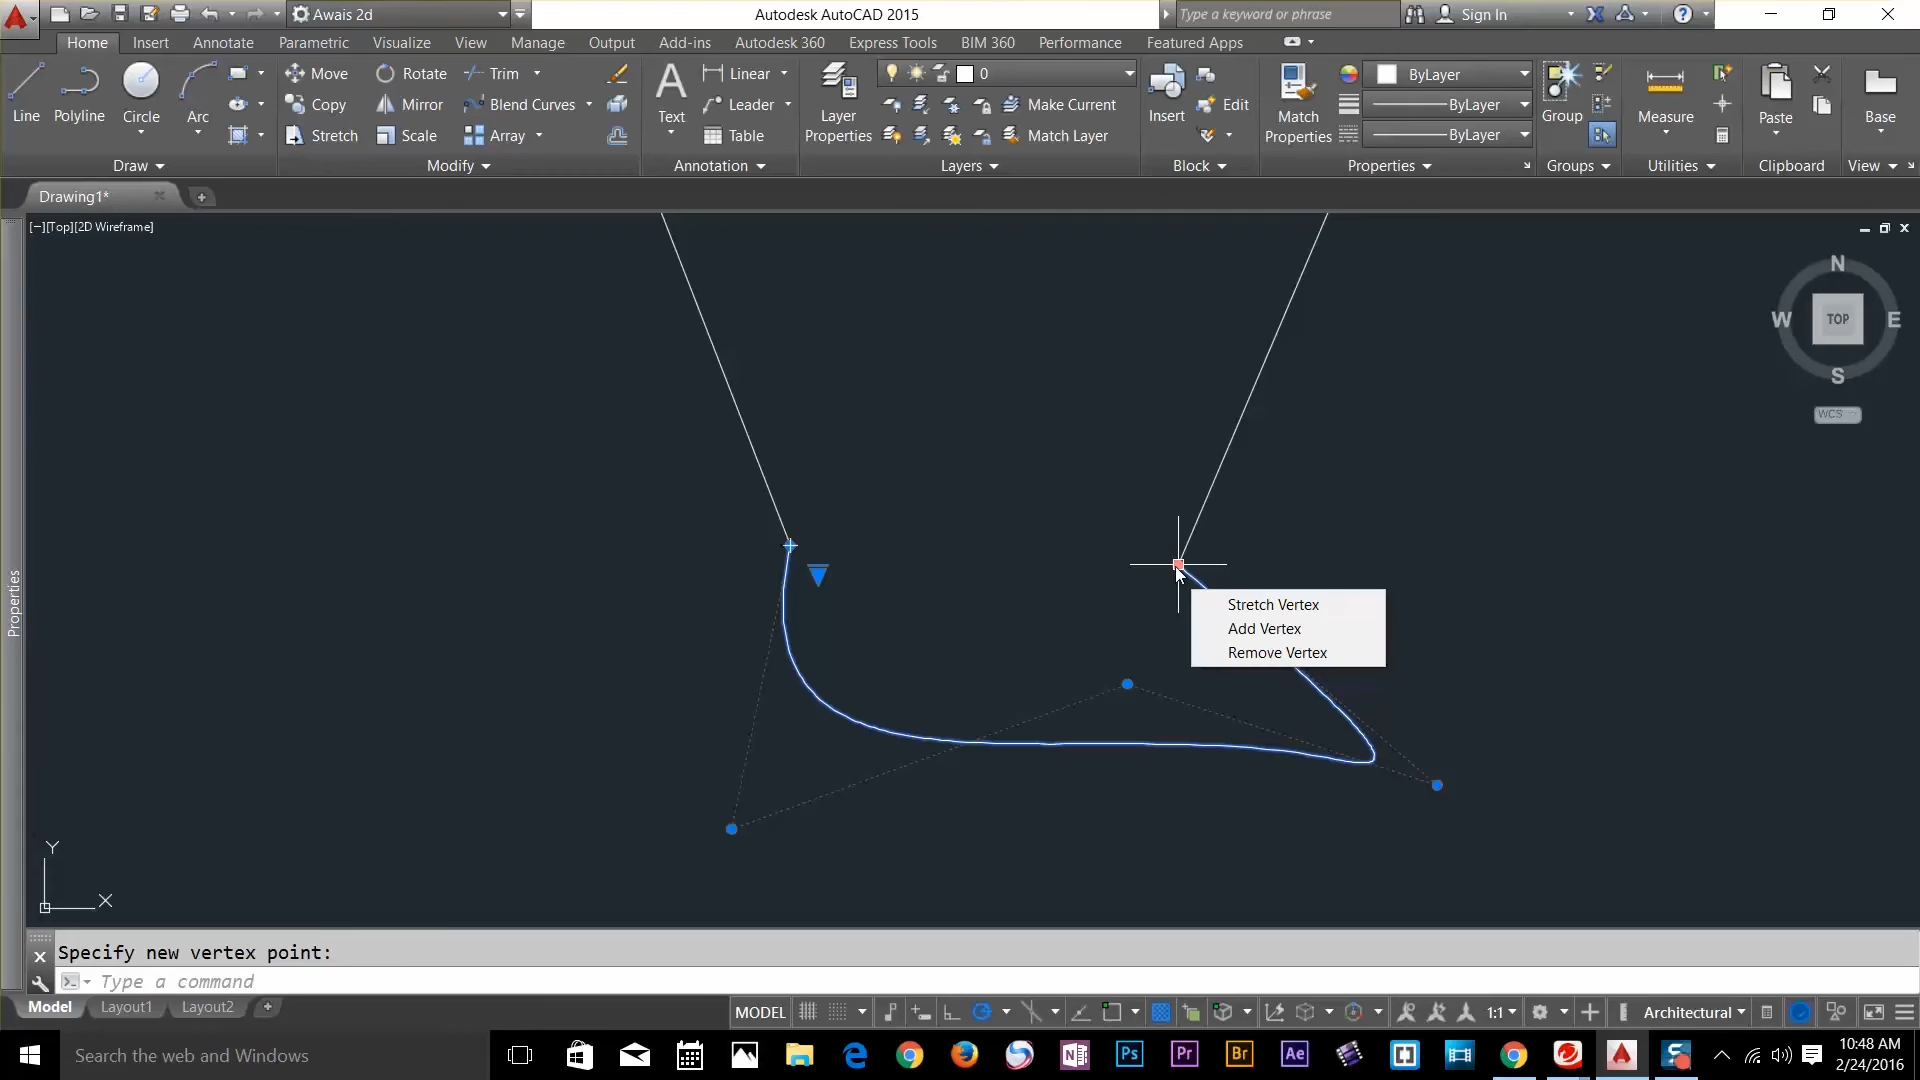 Awais 2d
Autodesk AutoCAD 2015
Type a keyword or phrase
Sign In
Home Insert Annotate Parametric Visualize View Manage Output Add-ins Autodesk 360 Express Tools BIM 360 Performance Featured Apps
Line
Polyline
Circle
Arc
Draw
Move
Copy
Stretch
Rotate
Mirror
Scale
Trim
Blend Curves
Array
Modify
Text
Linear
Leader
Table
Annotation
Layer
Properties
0
Make Current
Match Layer
Layers
Insert
Edit
Block
Match
Properties
ByLayer
ByLayer
ByLayer
Properties
Group
Groups
Measure
Utilities
Paste
Clipboard
Base
View
Drawing1*
[−][Top][2D Wireframe]
N
W TOP E
S
WCS
Properties
Stretch Vertex
Add Vertex
Remove Vertex
Y
X
Specify new vertex point:
Type a command
Model Layout1 Layout2
MODEL 1:1 Architectural
Search the web and Windows
N Ps Pr Br Ae
10:48 AM
2/24/2016